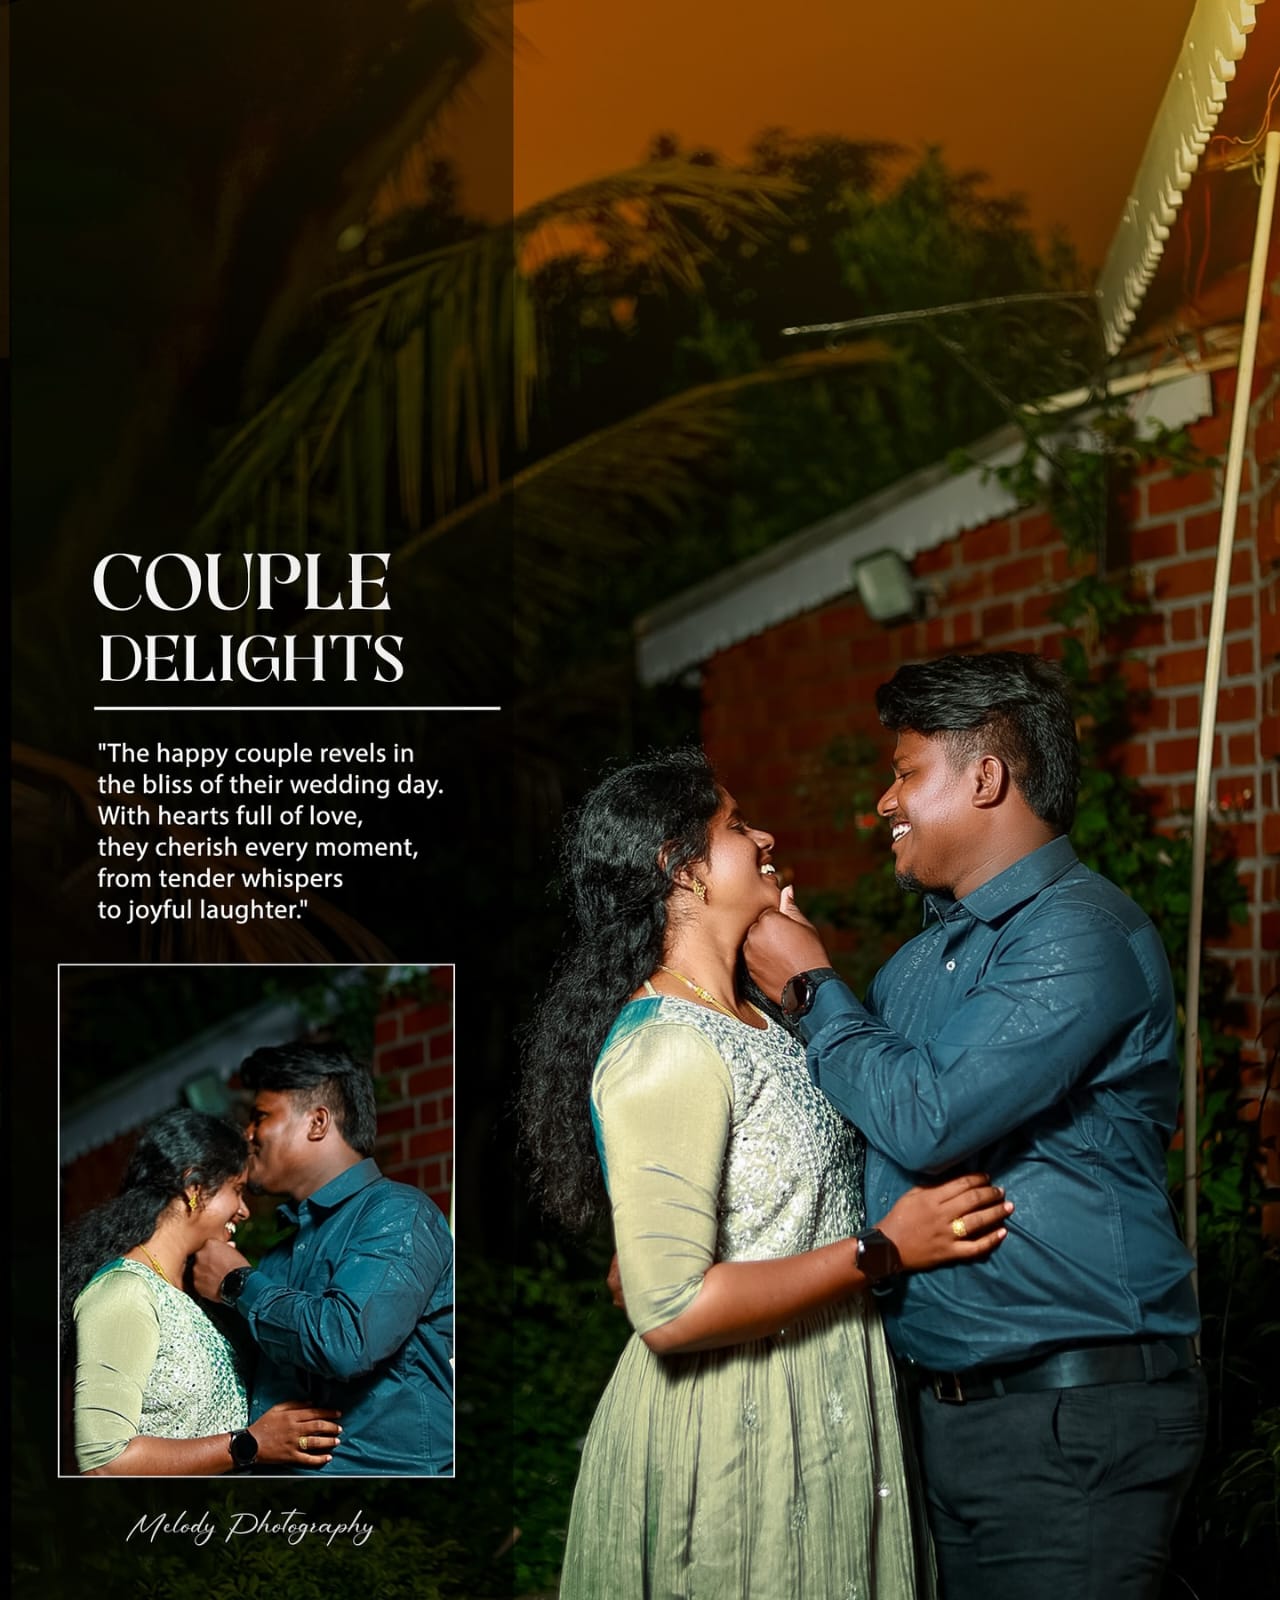 COUPLE
DELIGHTS
"The happy couple revels in
the bliss of their wedding day.
With hearts full of love,
they cherish every moment,
from tender whispers
to joyful laughter."
Melody Photography